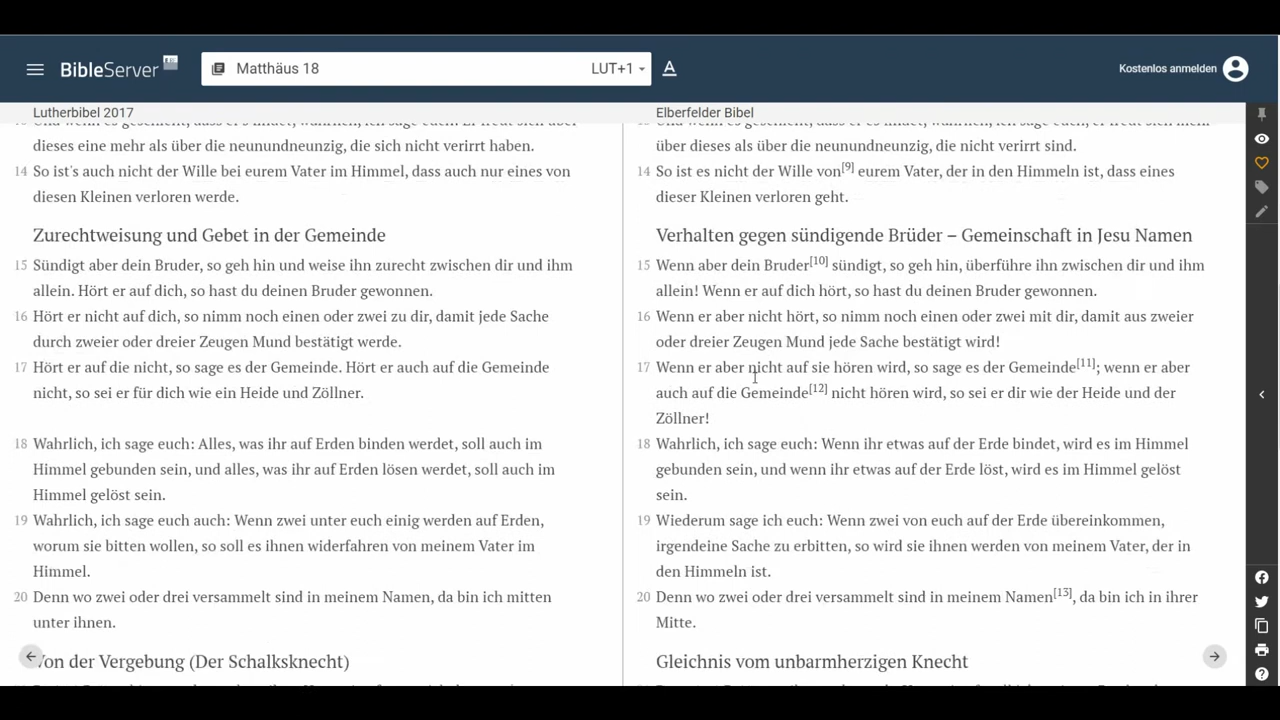 BibleServer
Matthäus 18
LUT+1
A
Kostenlos anmelden
Lutherbibel 2017
dieses eine mehr als über die neunundneunzig, die sich nicht verirrt haben.
14 So ist's auch nicht der Wille bei eurem Vater im Himmel, dass auch nur eines von
diesen Kleinen verloren werde.
Zurechtweisung und Gebet in der Gemeinde
15 Sündigt aber dein Bruder, so geh hin und weise ihn zurecht zwischen dir und ihm
allein. Hört er auf dich, so hast du deinen Bruder gewonnen.
16 Hört er nicht auf dich, so nimm noch einen oder zwei zu dir, damit jede Sache
durch zweier oder dreier Zeugen Mund bestätigt werde.
17 Hört er auf die nicht, so sage es der Gemeinde. Hört er auch auf die Gemeinde
nicht, so sei er für dich wie ein Heide und Zöllner.
18 Wahrlich, ich sage euch: Alles, was ihr auf Erden binden werdet, soll auch im
Himmel gebunden sein, und alles, was ihr auf Erden lösen werdet, soll auch im
Himmel gelöst sein.
19 Wahrlich, ich sage euch auch: Wenn zwei unter euch einig werden auf Erden,
worum sie bitten wollen, so soll es ihnen widerfahren von meinem Vater im
Himmel.
20 Denn wo zwei oder drei versammelt sind in meinem Namen, da bin ich mitten
unter ihnen.
Von der Vergebung (Der Schalksknecht)
Elberfelder Bibel
über dieses als über die neunundneunzig, die nicht verirrt sind.
14 So ist es nicht der Wille von[9] eurem Vater, der in den Himmeln ist, dass eines
dieser Kleinen verloren geht.
Verhalten gegen sündigende Brüder – Gemeinschaft in Jesu Namen
15 Wenn aber dein Bruder[10] sündigt, so geh hin, überführe ihn zwischen dir und ihm
allein! Wenn er auf dich hört, so hast du deinen Bruder gewonnen.
16 Wenn er aber nicht hört, so nimm noch einen oder zwei mit dir, damit aus zweier
oder dreier Zeugen Mund jede Sache bestätigt wird!
17 Wenn er aber nicht auf sie hören wird, so sage es der Gemeinde[11]; wenn er aber
auch auf die Gemeinde[12] nicht hören wird, so sei er dir wie der Heide und der
Zöllner!
18 Wahrlich, ich sage euch: Wenn ihr etwas auf der Erde bindet, wird es im Himmel
gebunden sein, und wenn ihr etwas auf der Erde löst, wird es im Himmel gelöst
sein.
19 Wiederum sage ich euch: Wenn zwei von euch auf der Erde übereinkommen,
irgendeine Sache zu erbitten, so wird sie ihnen werden von meinem Vater, der in
den Himmeln ist.
20 Denn wo zwei oder drei versammelt sind in meinem Namen[13], da bin ich in ihrer
Mitte.
Gleichnis vom unbarmherzigen Knecht